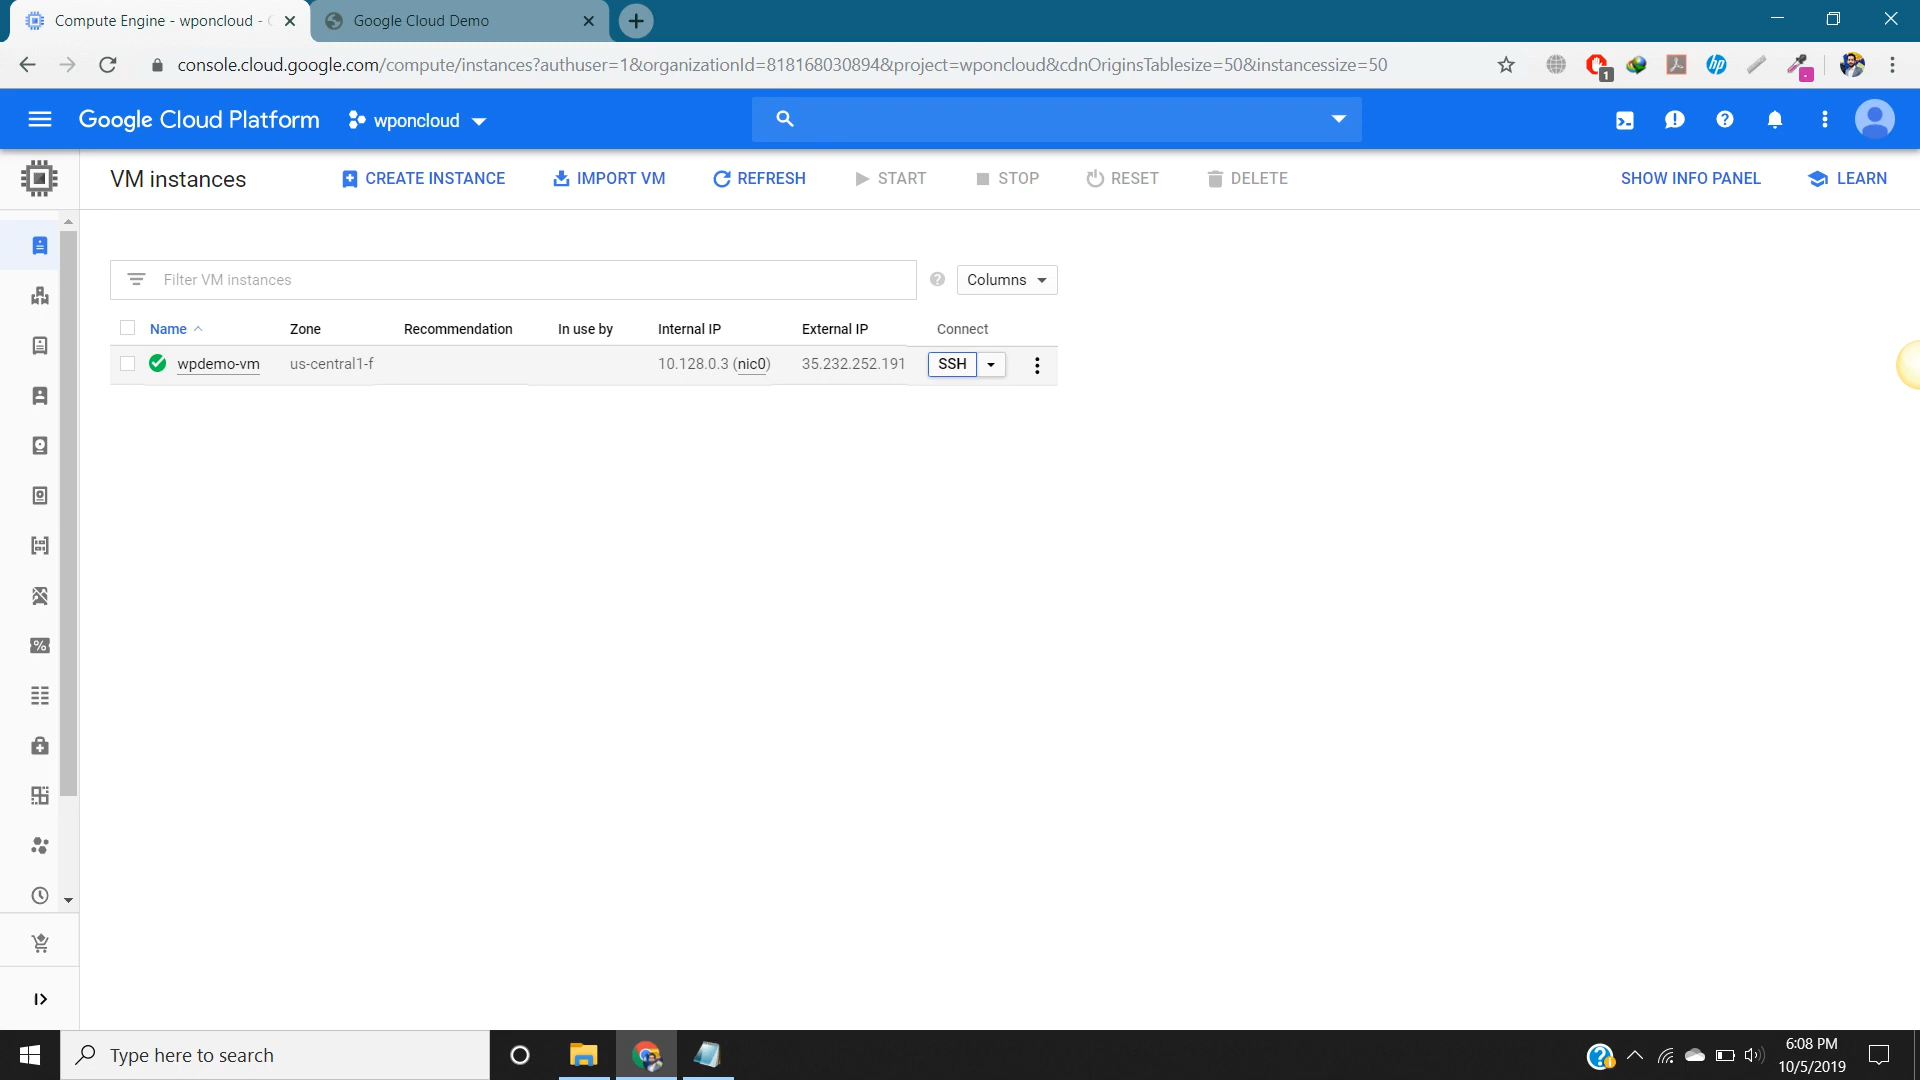 Compute Engine - wponcloud -
Google Cloud Demo
console.cloud.google.com/compute/instances?authuser=1&organizationId=818168030894&project=wponcloud&cdnOriginsTablesize=50&instancessize=50
1
hp
Google Cloud Platform
wponcloud
VM instances
CREATE INSTANCE
IMPORT VM
REFRESH
START
STOP
RESET
DELETE
SHOW INFO PANEL
LEARN
Filter VM instances
Columns
Name
Zone
Recommendation
In use by
Internal IP
External IP
Connect
wpdemo-vm
us-central1-f
10.128.0.3 (nic0)
35.232.252.191
SSH
Type here to search
6:08 PM
10/5/2019